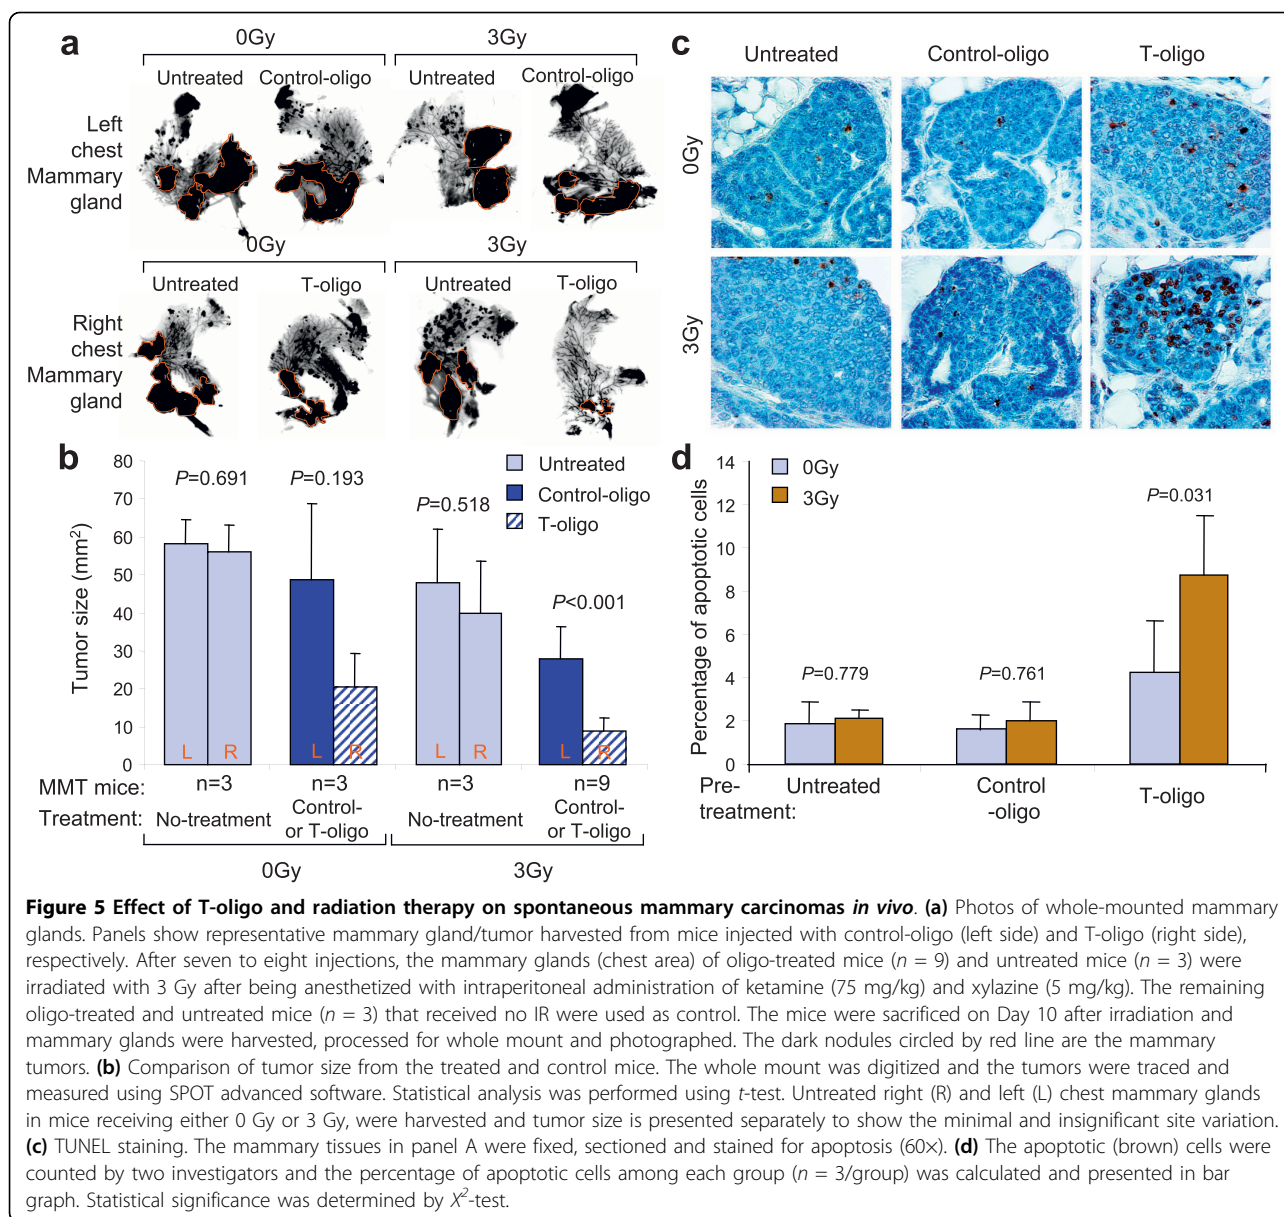 a
0Gy
3Gy
Untreated
Control-oligo
Untreated
Control-oligo
Left
chest
Mammary
gland
0Gy
3Gy
Untreated
T-oligo
Untreated
T-oligo
Right
chest
Mammary
gland
c
Untreated
Control-oligo
T-oligo
0Gy
3Gy
b
80
70
60
50
40
30
20
10
0
Tumor size (mm²)
P=0.691
P=0.193
P=0.518
P<0.001
Untreated
Control-oligo
T-oligo
L R L R L R L R
MMT mice: n=3 n=3 n=3 n=9
Treatment: No-treatment Control- or T-oligo No-treatment Control- or T-oligo
0Gy
3Gy
d
14
12
10
8
6
4
2
0
Percentage of apoptotic cells
0Gy
3Gy
P=0.779
P=0.761
P=0.031
Pre-
treatment:
Untreated
Control
-oligo
T-oligo
Figure 5 Effect of T-oligo and radiation therapy on spontaneous mammary carcinomas in vivo. (a) Photos of whole-mounted mammary
glands. Panels show representative mammary gland/tumor harvested from mice injected with control-oligo (left side) and T-oligo (right side),
respectively. After seven to eight injections, the mammary glands (chest area) of oligo-treated mice (n = 9) and untreated mice (n = 3) were
irradiated with 3 Gy after being anesthetized with intraperitoneal administration of ketamine (75 mg/kg) and xylazine (5 mg/kg). The remaining
oligo-treated and untreated mice (n = 3) that received no IR were used as control. The mice were sacrificed on Day 10 after irradiation and
mammary glands were harvested, processed for whole mount and photographed. The dark nodules circled by red line are the mammary
tumors. (b) Comparison of tumor size from the treated and control mice. The whole mount was digitized and the tumors were traced and
measured using SPOT advanced software. Statistical analysis was performed using t-test. Untreated right (R) and left (L) chest mammary glands
in mice receiving either 0 Gy or 3 Gy, were harvested and tumor size is presented separately to show the minimal and insignificant site variation.
(c) TUNEL staining. The mammary tissues in panel A were fixed, sectioned and stained for apoptosis (60×). (d) The apoptotic (brown) cells were
counted by two investigators and the percentage of apoptotic cells among each group (n = 3/group) was calculated and presented in bar
graph. Statistical significance was determined by X²-test.